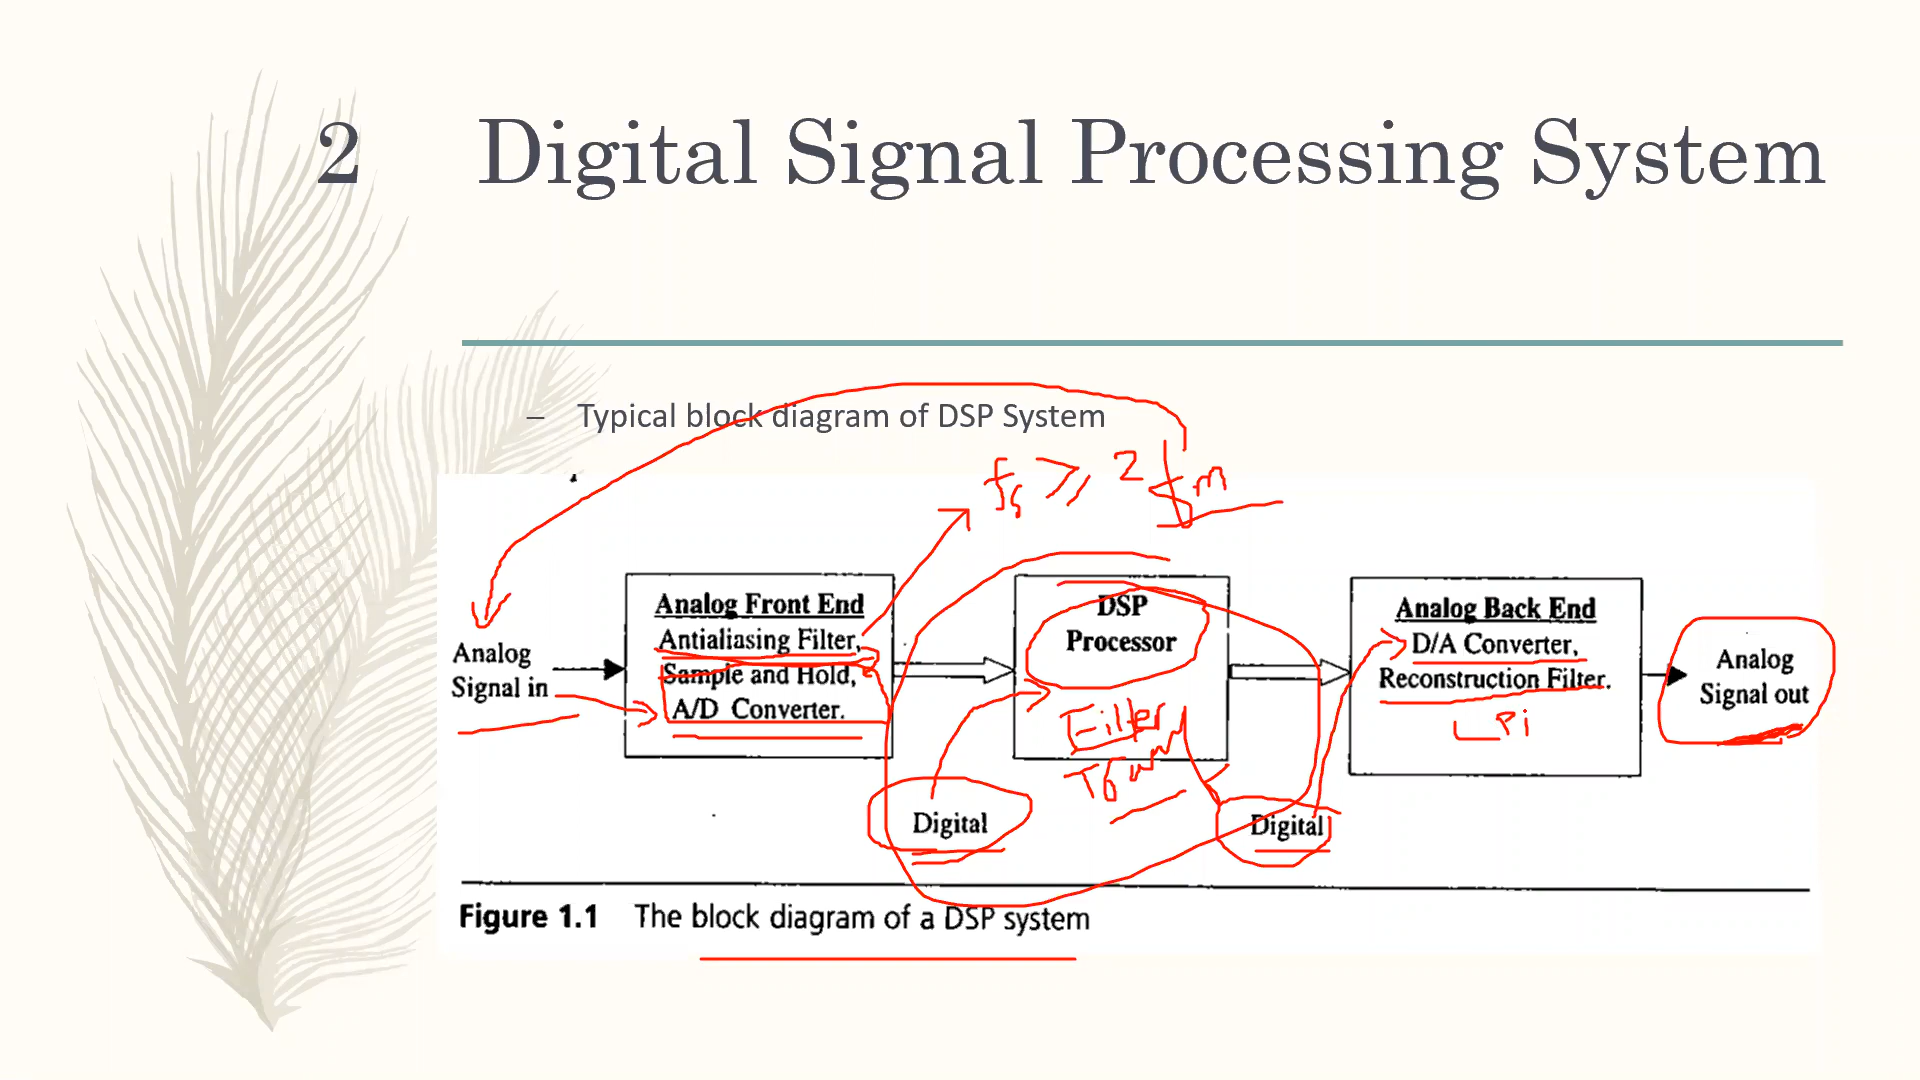 2 Digital Signal Processing System
– Typical block diagram of DSP System
fs ≥ 2fm
Analog
Signal in
Analog Front End
Antialiasing Filter,
Sample and Hold,
A/D Converter.
DSP
Processor
Filter
Analog Back End
D/A Converter,
Reconstruction Filter.
Analog
Signal out
Digital
Digital
Figure 1.1 The block diagram of a DSP system